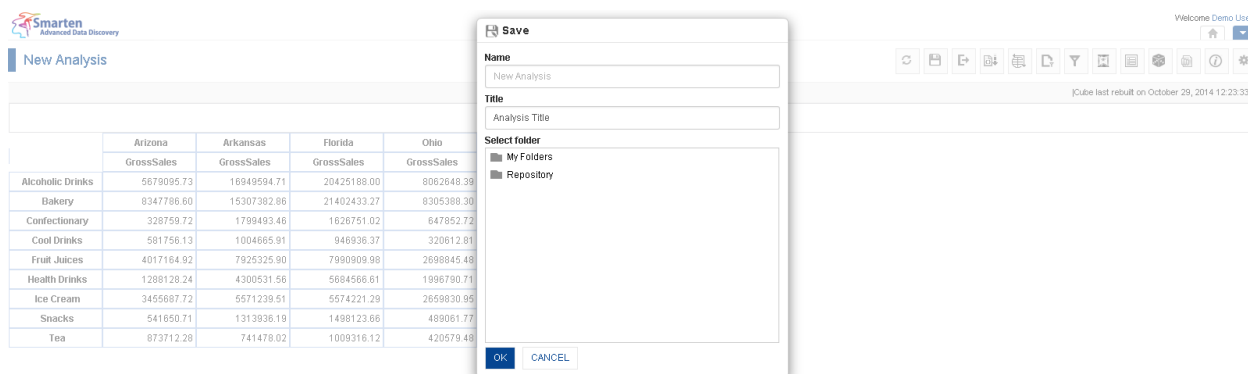 Smarten
Advanced Data Discovery
Welcome Demo Use
New Analysis
|Cube last rebuilt on October 29, 2014 12:23:33
Arizona Arkansas Florida Ohio
GrossSales GrossSales GrossSales GrossSales
Alcoholic Drinks 5679095.73 16949594.71 20425188.00 8062648.39
Bakery 8347786.60 15307382.86 21402433.27 8305388.30
Confectionary 328759.72 1799493.46 1626751.02 647852.72
Cool Drinks 581756.13 1004665.91 946936.37 320612.81
Fruit Juices 4017164.92 7925325.90 7990909.98 2698845.48
Health Drinks 1288128.24 4300531.56 5684566.61 1996790.71
Ice Cream 3455687.72 5571239.51 5574221.29 2659830.95
Snacks 541650.71 1313936.19 1498123.66 489061.77
Tea 873712.28 741478.02 1009316.12 420579.48
Save
Name
New Analysis
Title
Analysis Title
Select folder
My Folders
Repository
OK CANCEL